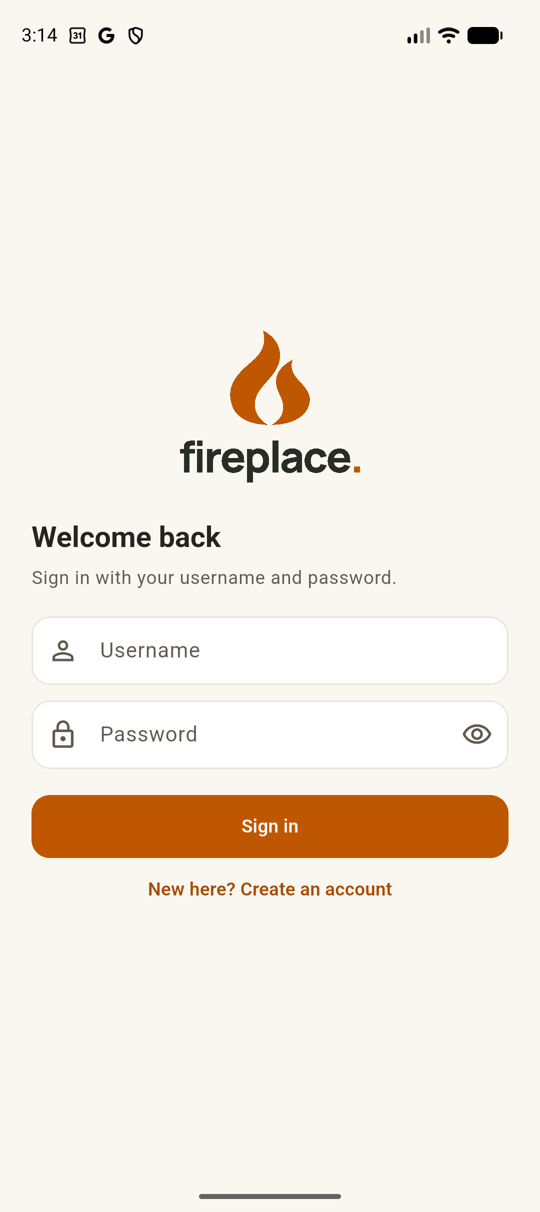 3:14
31
G
fireplace.
Welcome back
Sign in with your username and password.
Username
Password
Sign in
New here? Create an account